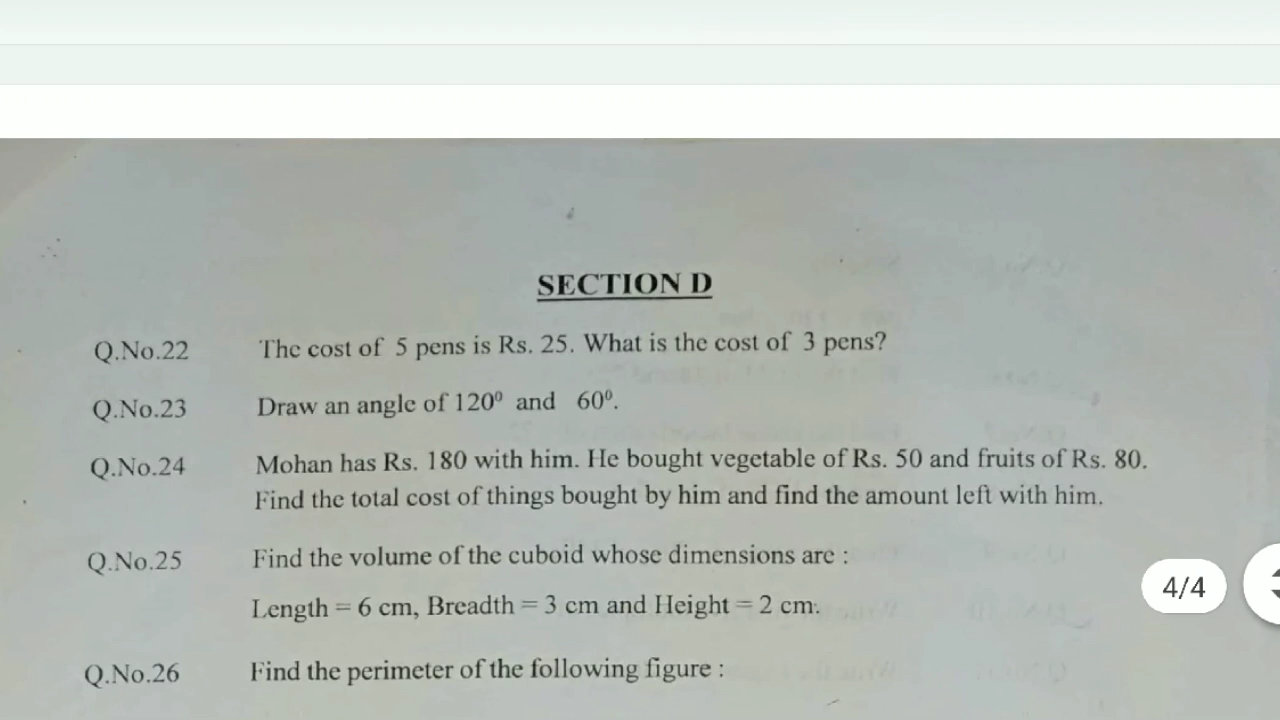 SECTION D
Q.No.22 The cost of 5 pens is Rs. 25. What is the cost of 3 pens?
Q.No.23 Draw an angle of 120⁰ and 60⁰.
Q.No.24 Mohan has Rs. 180 with him. He bought vegetable of Rs. 50 and fruits of Rs. 80.
Find the total cost of things bought by him and find the amount left with him.
Q.No.25 Find the volume of the cuboid whose dimensions are :
Length = 6 cm, Breadth = 3 cm and Height = 2 cm.
4/4
Q.No.26 Find the perimeter of the following figure :